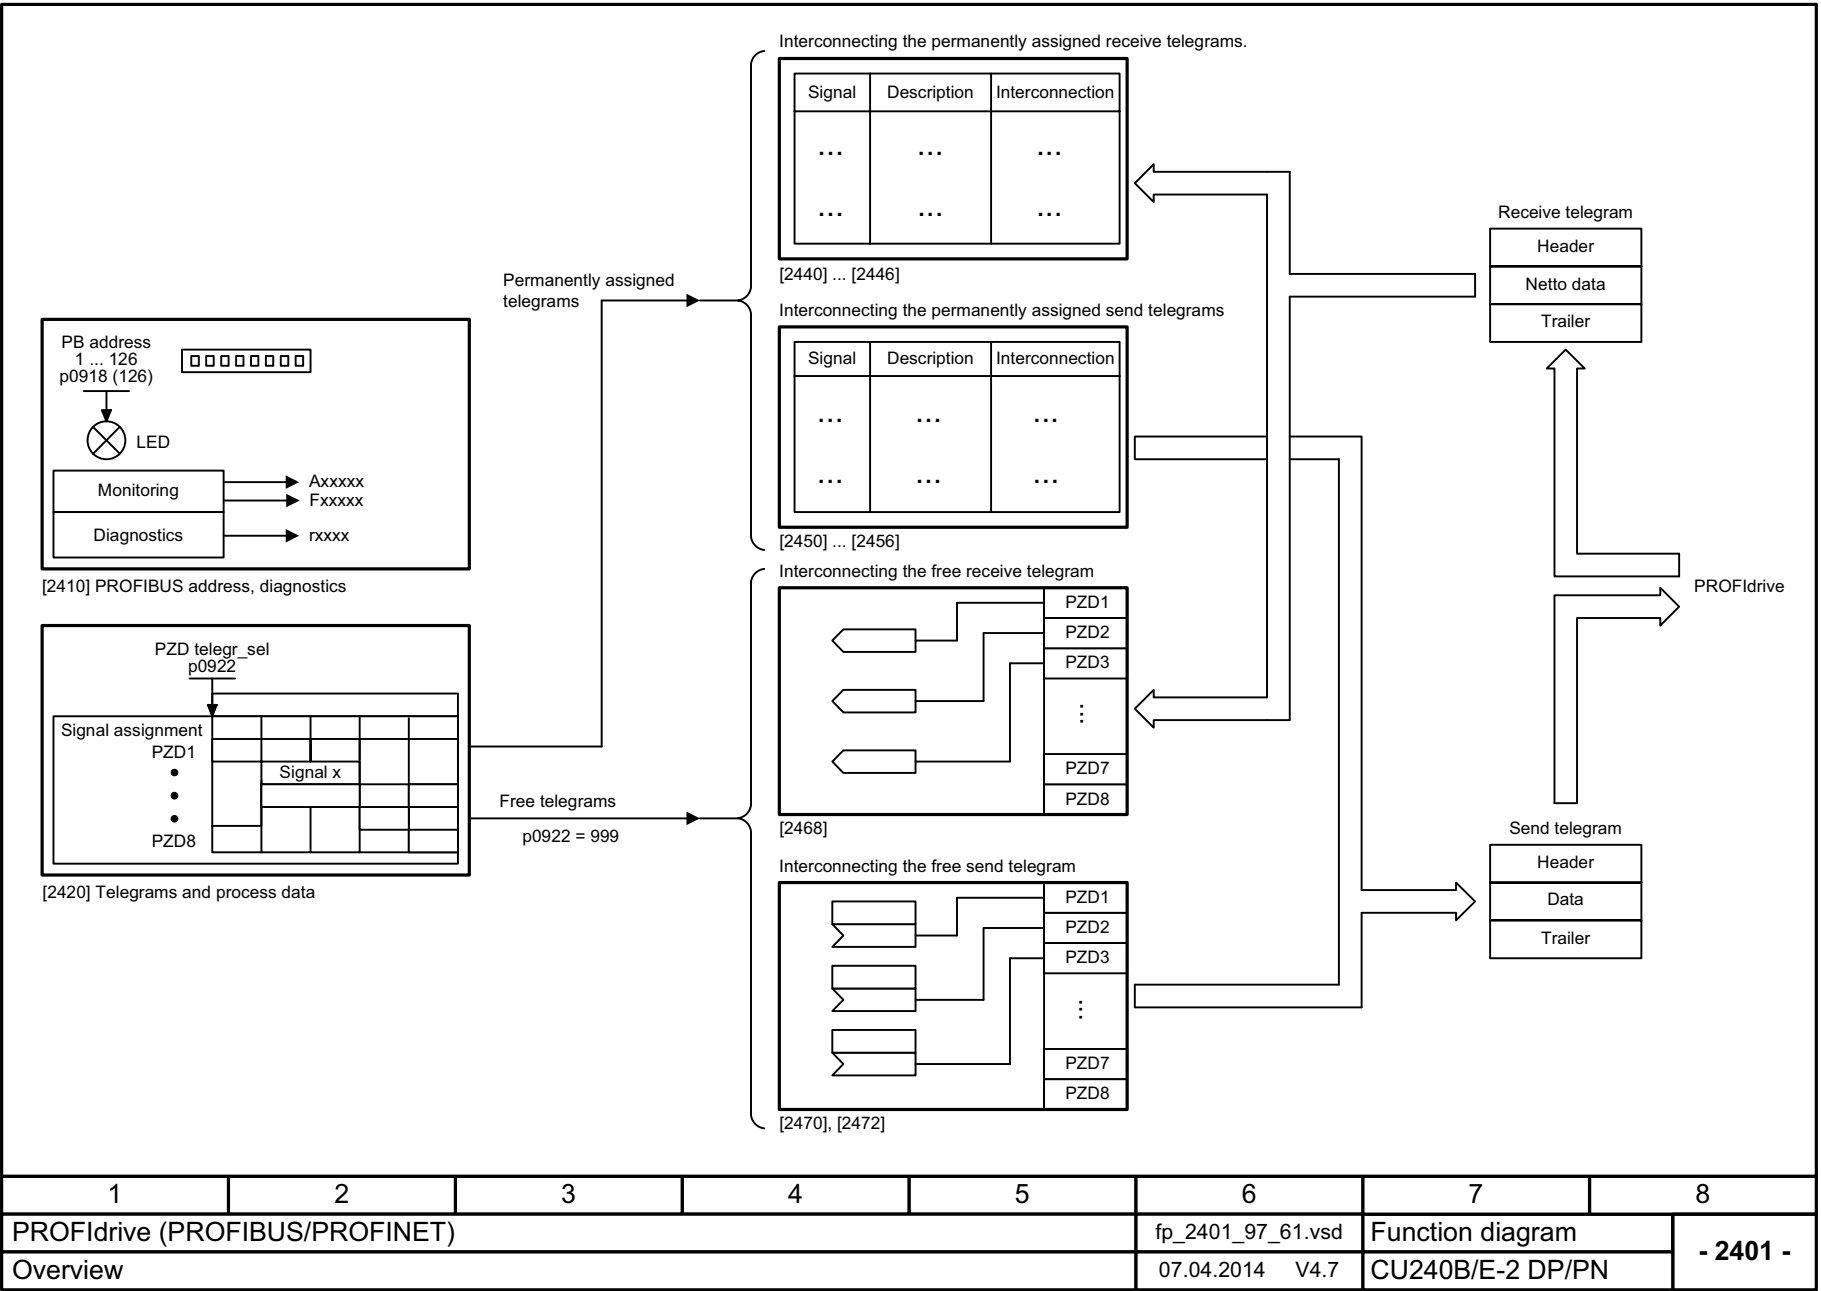 Interconnecting the permanently assigned receive telegrams.
Signal Description Interconnection
... ... ...
... ... ...
[2440] ... [2446]
Permanently assigned
telegrams
Interconnecting the permanently assigned send telegrams
Signal Description Interconnection
... ... ...
... ... ...
[2450] ... [2456]
PB address
1 ... 126
p0918 (126)
LED
Monitoring
Axxxxx
Fxxxxx
Diagnostics
rxxxx
[2410] PROFIBUS address, diagnostics
PZD telegr_sel
p0922
Signal assignment
PZD1
Signal x
PZD8
[2420] Telegrams and process data
Free telegrams
p0922 = 999
Interconnecting the free receive telegram
PZD1
PZD2
PZD3
...
PZD7
PZD8
[2468]
Interconnecting the free send telegram
PZD1
PZD2
PZD3
...
PZD7
PZD8
[2470], [2472]
Receive telegram
Header
Netto data
Trailer
PROFIdrive
Send telegram
Header
Data
Trailer
1 2 3 4 5 6 7 8
PROFIdrive (PROFIBUS/PROFINET) fp_2401_97_61.vsd Function diagram
- 2401 -
Overview 07.04.2014 V4.7 CU240B/E-2 DP/PN